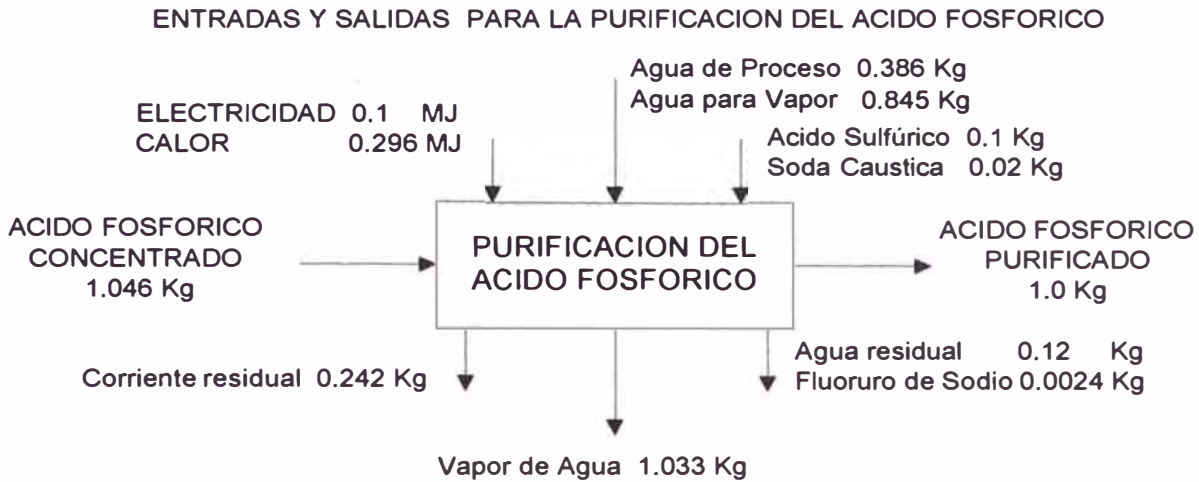 ENTRADAS Y SALIDAS PARA LA PURIFICACION DEL ACIDO FOSFORICO
Agua de Proceso 0.386 Kg
Agua para Vapor 0.845 Kg
ELECTRICIDAD 0.1 MJ
CALOR 0.296 MJ
Acido Sulfúrico 0.1 Kg
Soda Caustica 0.02 Kg
ACIDO FOSFORICO
CONCENTRADO
1.046 Kg
PURIFICACION DEL
ACIDO FOSFORICO
ACIDO FOSFORICO
PURIFICADO
1.0 Kg
Corriente residual 0.242 Kg
Agua residual 0.12 Kg
Fluoruro de Sodio 0.0024 Kg
Vapor de Agua 1.033 Kg